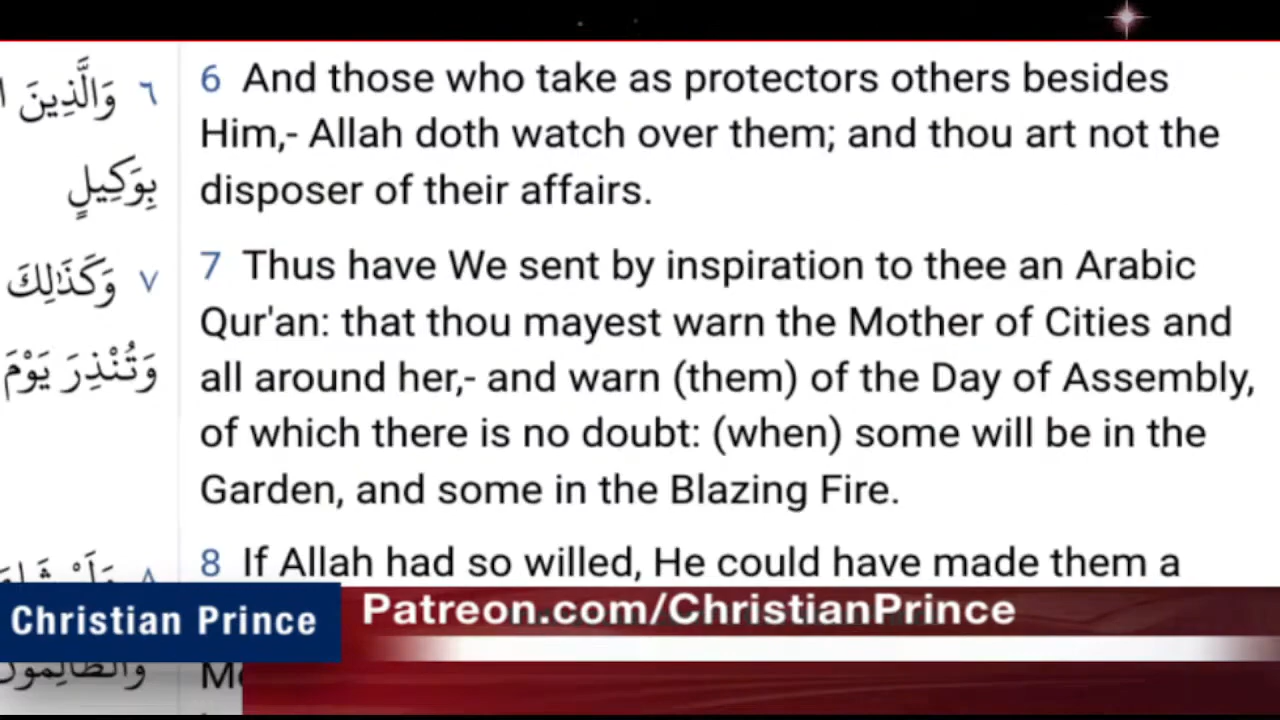 6 And those who take as protectors others besides
Him,- Allah doth watch over them; and thou art not the
disposer of their affairs.
٦ وَالَّذِينَ
بِوَكِيلٍ
7 Thus have We sent by inspiration to thee an Arabic
Qur'an: that thou mayest warn the Mother of Cities and
all around her,- and warn (them) of the Day of Assembly,
of which there is no doubt: (when) some will be in the
Garden, and some in the Blazing Fire.
٧ وَكَذَٰلِكَ
وَتُنْذِرَ يَوْمَ
8 If Allah had so willed, He could have made them a
Christian Prince
Patreon.com/ChristianPrince